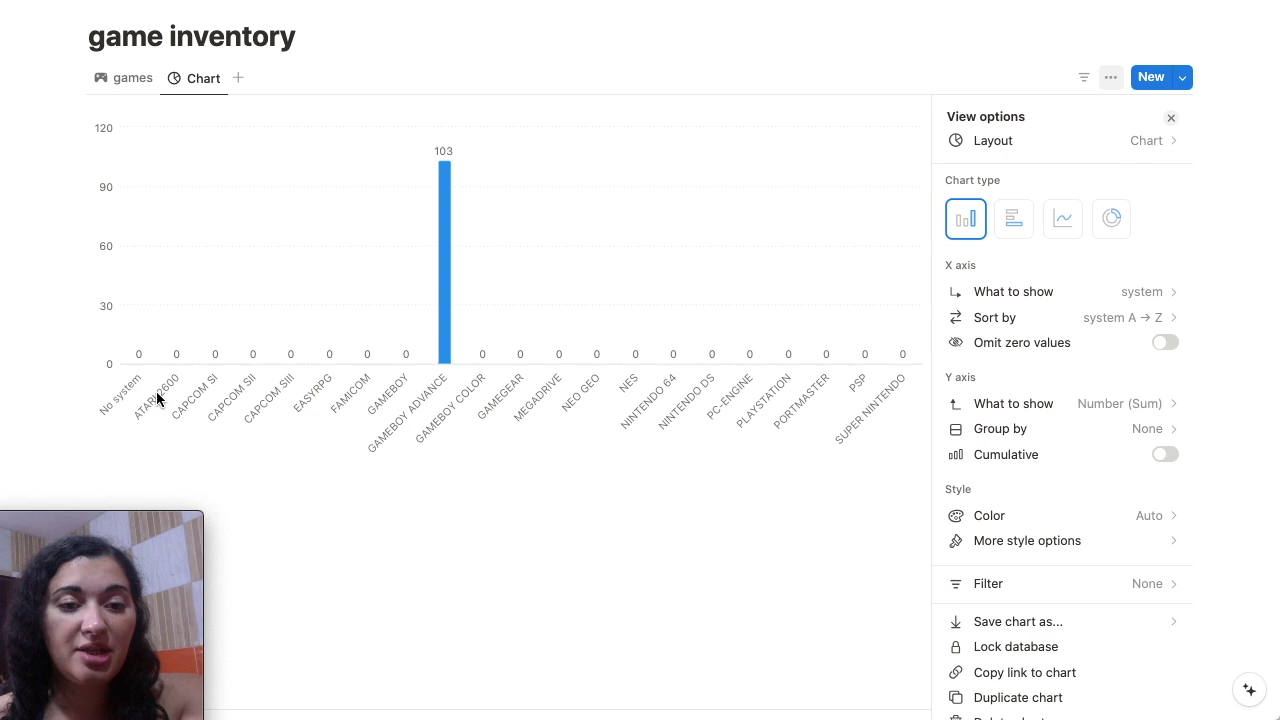 game inventory
games
Chart
New
120
90
60
30
0
103
0 0 0 0 0 0 0 0 0 0 0 0 0 0 0 0 0 0 0 0
No system
ATARI 2600
CAPCOM SI
CAPCOM SII
CAPCOM SIII
EASYRPG
FAMICOM
GAMEBOY
GAMEBOY ADVANCE
GAMEBOY COLOR
GAMEGEAR
MEGADRIVE
NEO GEO
NES
NINTENDO 64
NINTENDO DS
PC-ENGINE
PLAYSTATION
PORTMASTER
PSP
SUPER NINTENDO
View options
Layout Chart
Chart type
X axis
What to show system
Sort by system A → Z
Omit zero values
Y axis
What to show Number (Sum)
Group by None
Cumulative
Style
Color Auto
More style options
Filter None
Save chart as...
Lock database
Copy link to chart
Duplicate chart